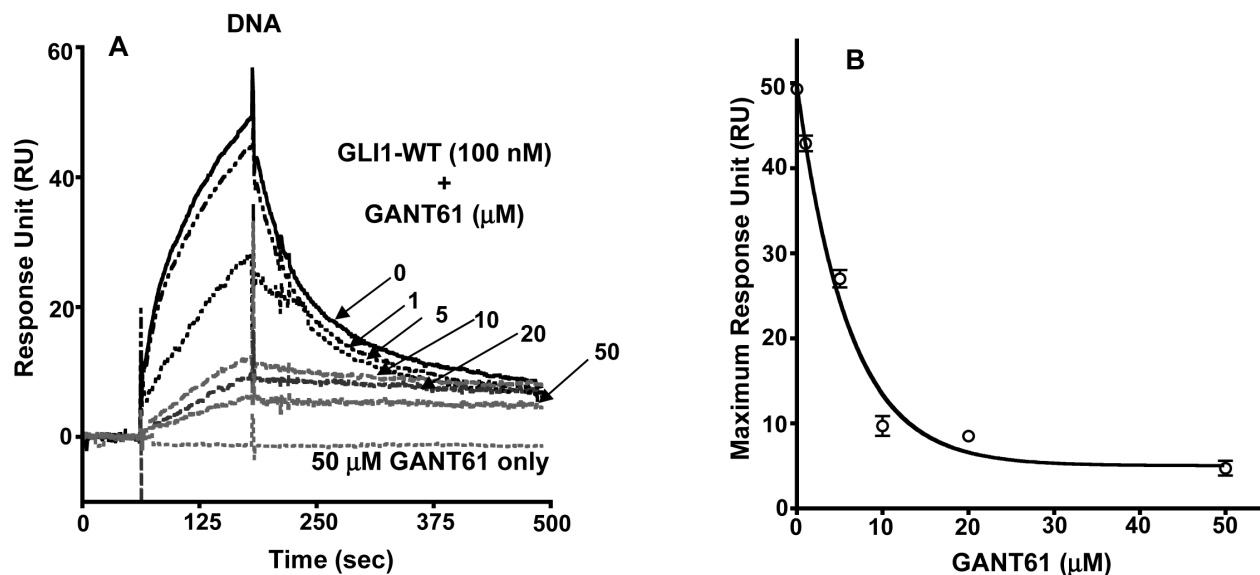 DNA
A
60
40
20
0
Response Unit (RU)
GLI1-WT (100 nM)
+
GANT61 (μM)
0
1
5
10
20
50
50 μM GANT61 only
0
125
250
375
500
Time (sec)
B
50
40
30
20
10
0
Maximum Response Unit (RU)
0
10
20
30
40
50
GANT61 (μM)